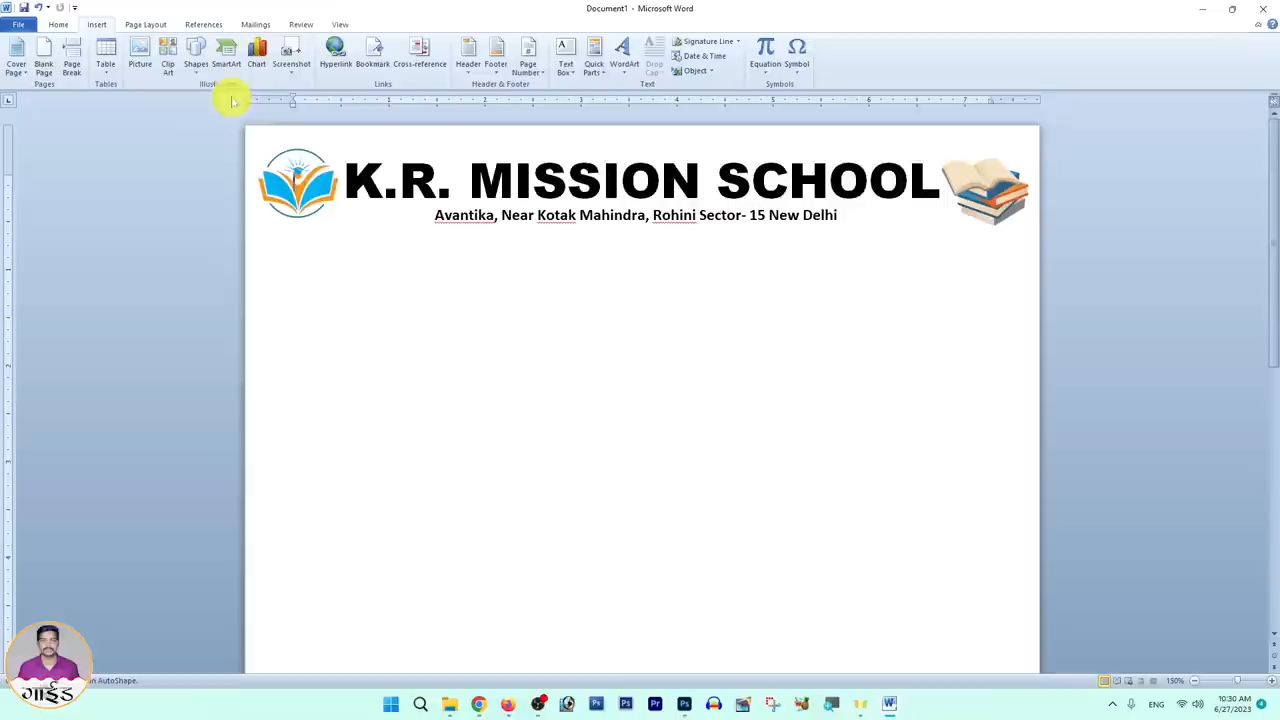 Document1 - Microsoft Word
File Home Insert Page Layout References Mailings Review View
Cover Page Blank Page Page Break Table Picture Clip Art Shapes SmartArt Chart Screenshot Hyperlink Bookmark Cross-reference Header Footer Page Number Text Box Quick Parts WordArt Drop Cap Signature Line Date & Time Object Equation Symbol
Pages Tables Links Header & Footer Text Symbols
K.R. MISSION SCHOOL
Avantika, Near Kotak Mahindra, Rohini Sector- 15 New Delhi
गाईड
AutoShape.
150%
ENG
10:30 AM
6/27/2023